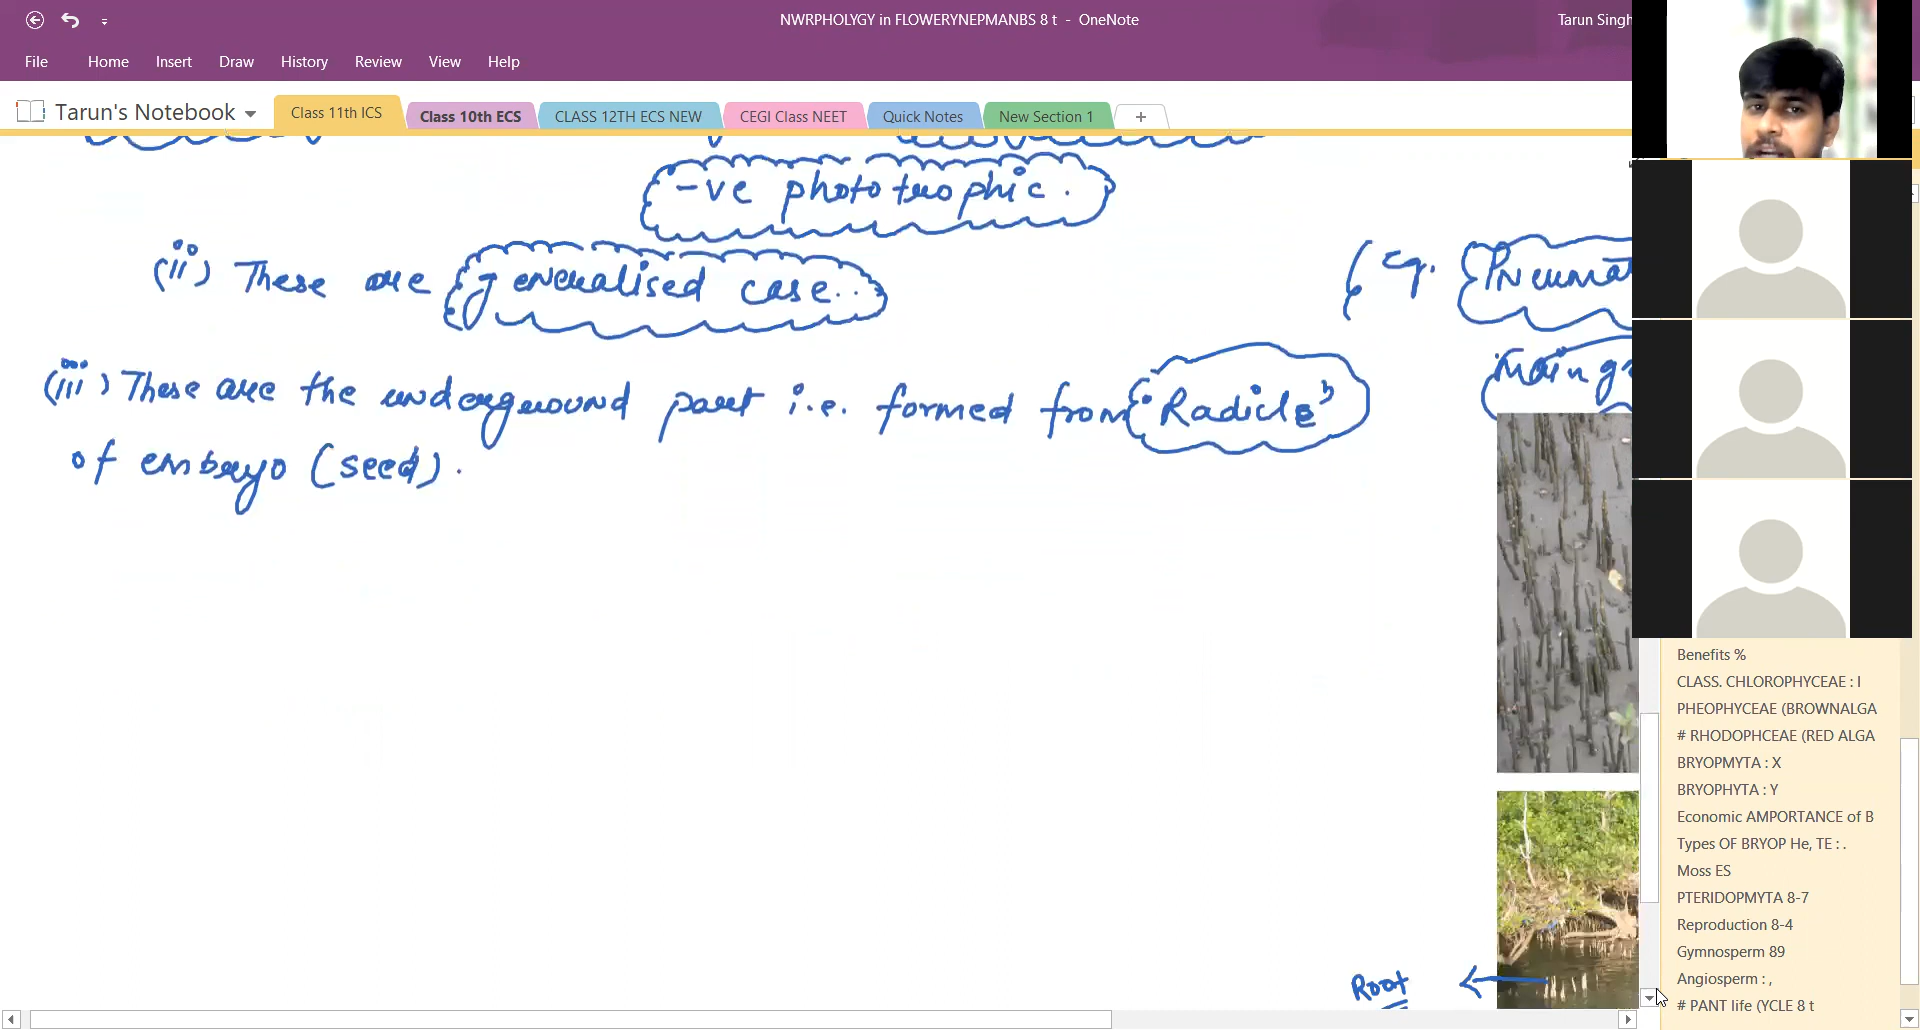 NWRPHOLYGY in FLOWERYNEPMANBS 8 t - OneNote
Tarun Singh
File Home Insert Draw History Review View Help
Tarun's Notebook
Class 11th ICS
Class 10th ECS
CLASS 12TH ECS NEW
CEGI Class NEET
Quick Notes
New Section 1
+
-ve phototrophic.
(ii) These are generalised case..
(eg. Pneumat
(iii) These are the underground part i.e. formed from "Radicle"
of embryo (seed).
Root
Benefits %
CLASS. CHLOROPHYCEAE : I
PHEOPHYCEAE (BROWNALGA
# RHODOPHCEAE (RED ALGA
BRYOPMYTA : X
BRYOPHYTA : Y
Economic AMPORTANCE of B
Types OF BRYOP He, TE : .
Moss ES
PTERIDOPMYTA 8-7
Reproduction 8-4
Gymnosperm 89
Angiosperm : ,
# PANT life (YCLE 8 t